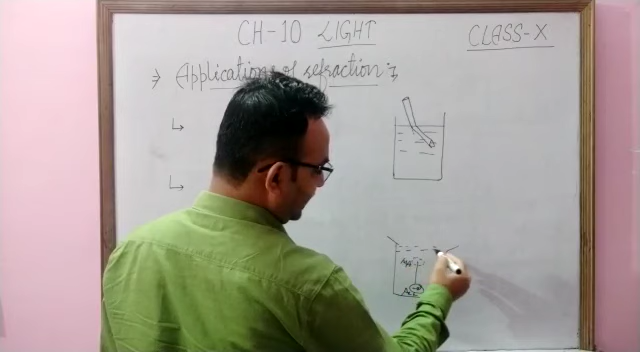 CH-10 LIGHT
CLASS-X
⇒ Applications of refraction :-